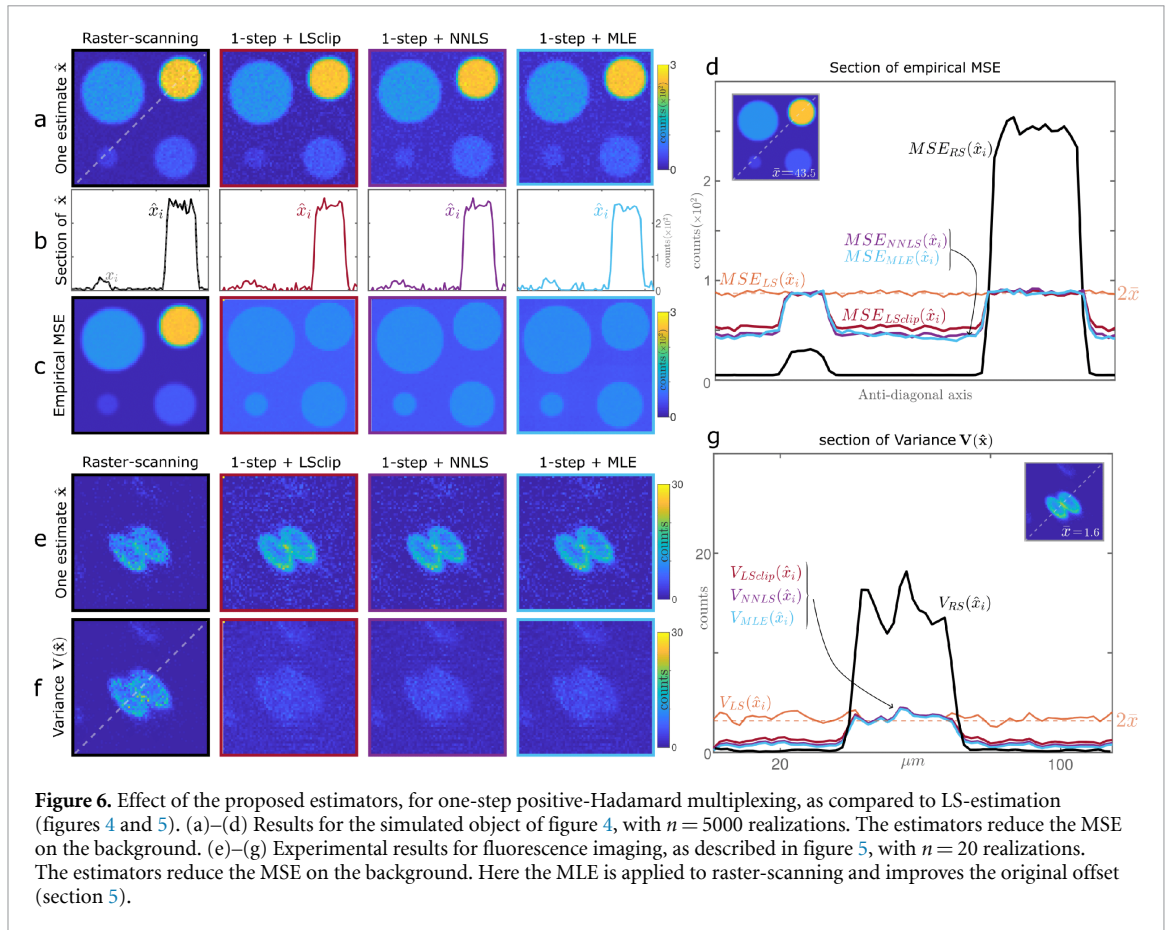 Raster-scanning 1-step + LSclip 1-step + NNLS 1-step + MLE
a
One estimate x̂
3
counts(×10²)
0
b
Section of x̂
x̂ᵢ
xᵢ
x̂ᵢ
x̂ᵢ
x̂ᵢ
2
counts(×10²)
0
c
Empirical MSE
3
counts(×10²)
0
d
Section of empirical MSE
x̄=43.5
MSE_RS(x̂ᵢ)
MSE_NNLS(x̂ᵢ)
MSE_MLE(x̂ᵢ)
MSE_LS(x̂ᵢ)
2x̄
MSE_LSclip(x̂ᵢ)
counts(×10²)
2
1
0
Anti-diagonal axis
Raster-scanning 1-step + LSclip 1-step + NNLS 1-step + MLE
e
One estimate x̂
30
counts
0
f
Variance V(x̂)
30
counts
0
g
section of Variance V(x̂)
x̄=1.6
V_LSclip(x̂ᵢ)
V_NNLS(x̂ᵢ)
V_MLE(x̂ᵢ)
V_RS(x̂ᵢ)
V_LS(x̂ᵢ)
2x̄
counts
20
0
20 μm 100
Figure 6. Effect of the proposed estimators, for one-step positive-Hadamard multiplexing, as compared to LS-estimation
(figures 4 and 5). (a)–(d) Results for the simulated object of figure 4, with n = 5000 realizations. The estimators reduce the MSE
on the background. (e)–(g) Experimental results for fluorescence imaging, as described in figure 5, with n = 20 realizations.
The estimators reduce the MSE on the background. Here the MLE is applied to raster-scanning and improves the original offset
(section 5).